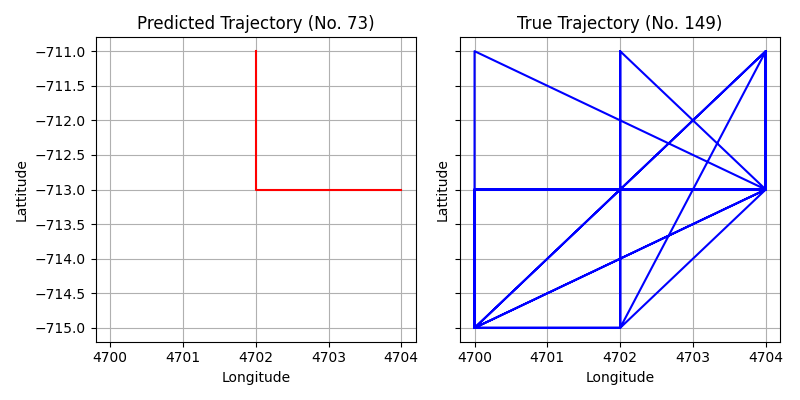 Predicted Trajectory (No. 73)
True Trajectory (No. 149)
−711.0
−711.5
−712.0
−712.5
−713.0
−713.5
−714.0
−714.5
−715.0
Lattitude
Lattitude
4700 4701 4702 4703 4704
4700 4701 4702 4703 4704
Longitude
Longitude